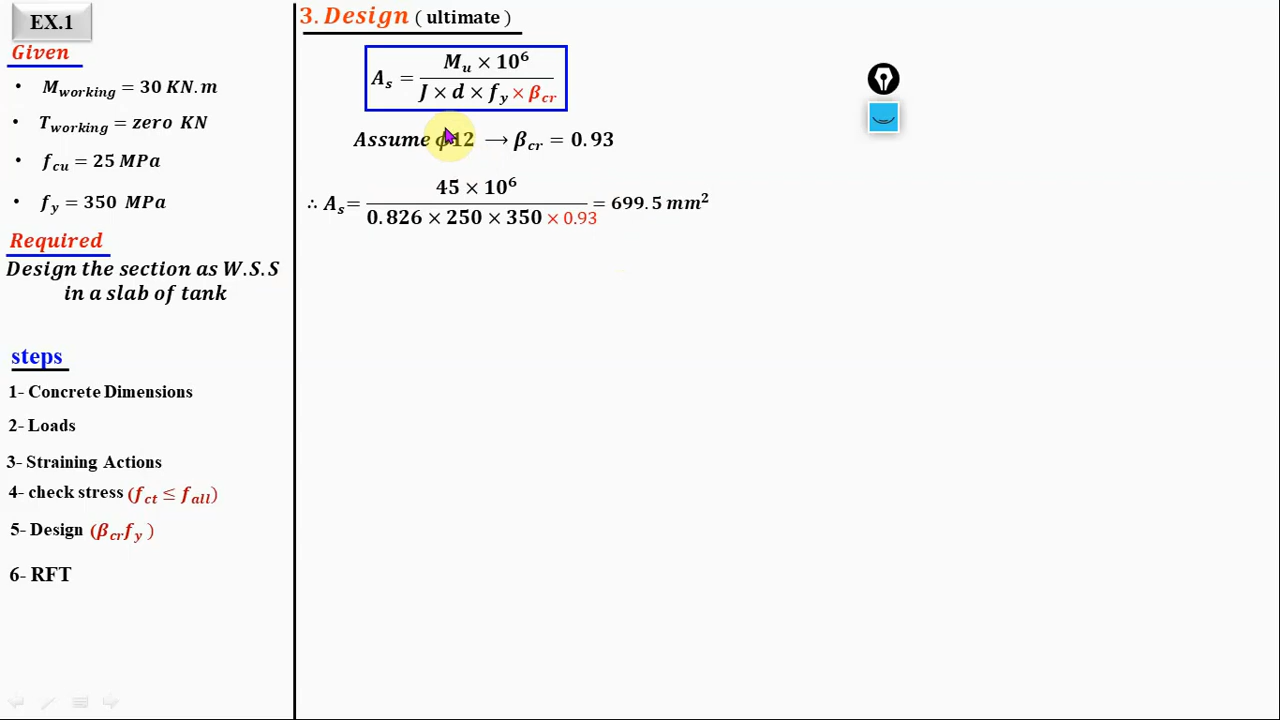 EX.1
Given
• M_working = 30 KN.m
• T_working = zero KN
• f_cu = 25 MPa
• f_y = 350 MPa
Required
Design the section as W.S.S
in a slab of tank
steps
1- Concrete Dimensions
2- Loads
3- Straining Actions
4- check stress (f_ct ≤ f_all)
5- Design (β_cr f_y )
6- RFT
3. Design ( ultimate )
A_s = M_u × 10^6 / J × d × f_y × β_cr
Assume ϕ12 → β_cr = 0.93
∴ A_s = 45 × 10^6 / 0.826 × 250 × 350 × 0.93 = 699.5 mm^2